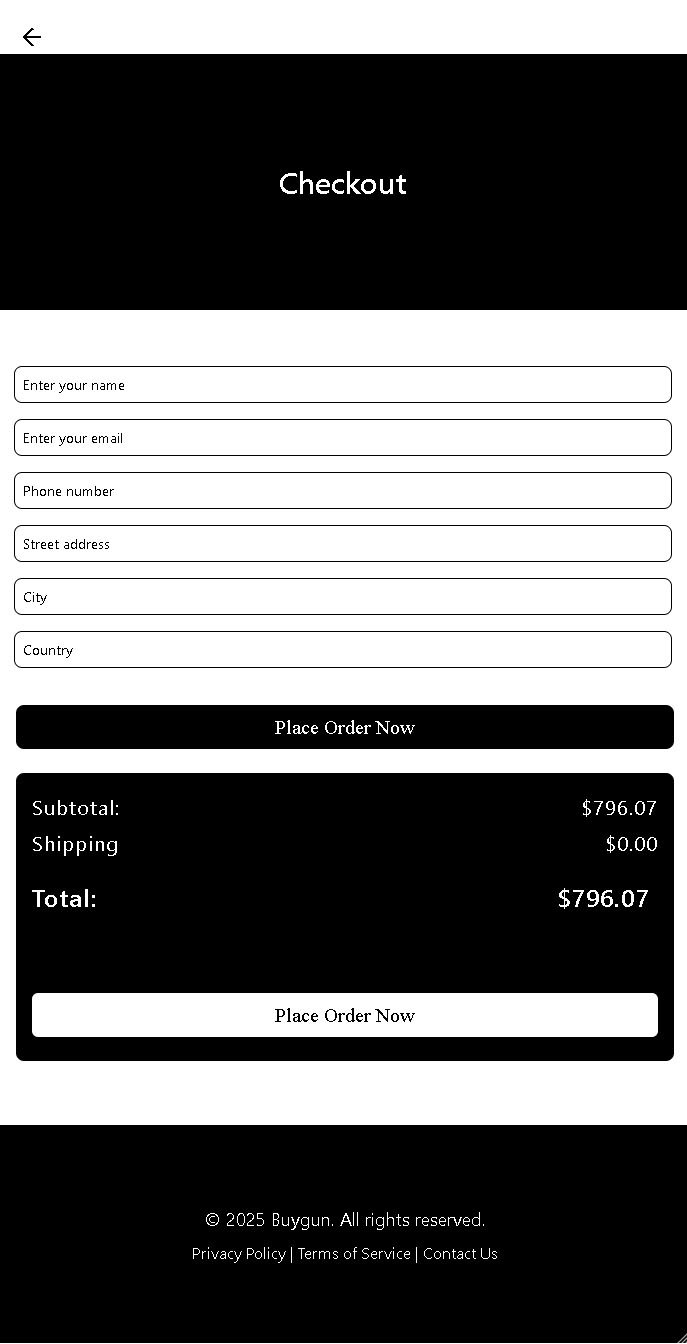 Checkout
Enter your name
Enter your email
Phone number
Street address
City
Country
Place Order Now
Subtotal: $796.07
Shipping $0.00
Total: $796.07
Place Order Now
© 2025 Buygun. All rights reserved.
Privacy Policy | Terms of Service | Contact Us